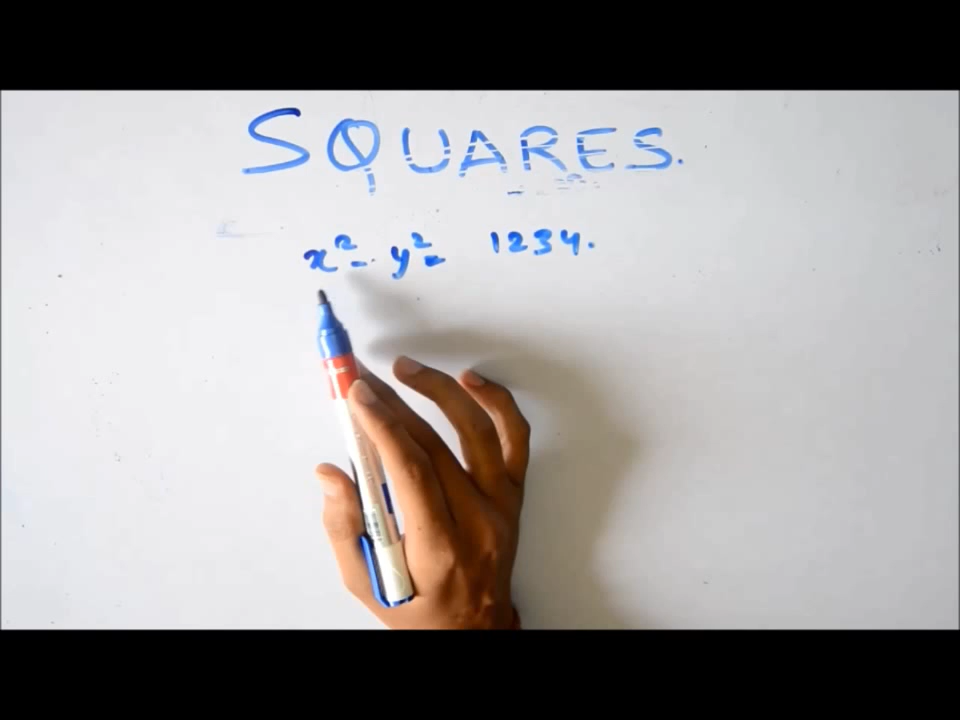 SQUARES.
x² - y² = 1234.